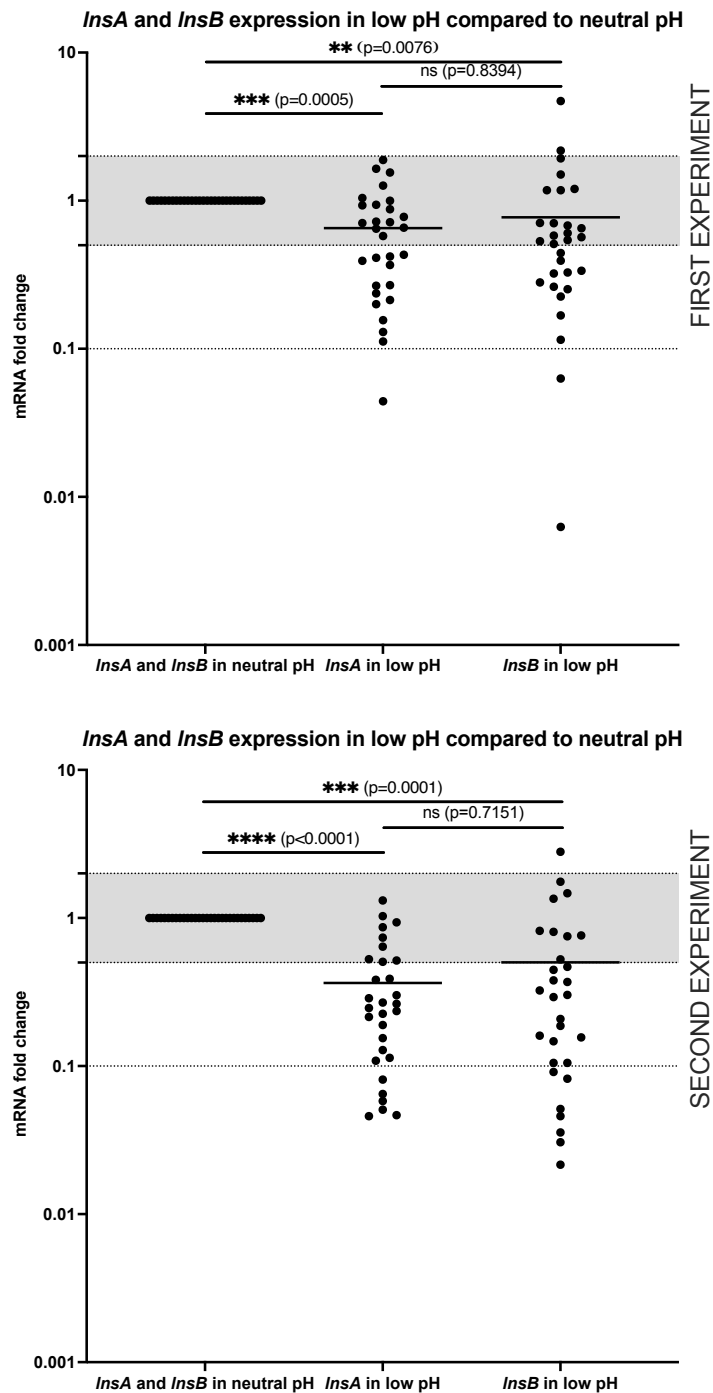 InsA and InsB expression in low pH compared to neutral pH
10
** (p=0.0076)
ns (p=0.8394)
*** (p=0.0005)
1
0.1
0.01
0.001
mRNA fold change
FIRST EXPERIMENT
InsA and InsB in neutral pH InsA in low pH InsB in low pH
InsA and InsB expression in low pH compared to neutral pH
10
*** (p=0.0001)
ns (p=0.7151)
**** (p<0.0001)
1
0.1
0.01
0.001
mRNA fold change
SECOND EXPERIMENT
InsA and InsB in neutral pH InsA in low pH InsB in low pH